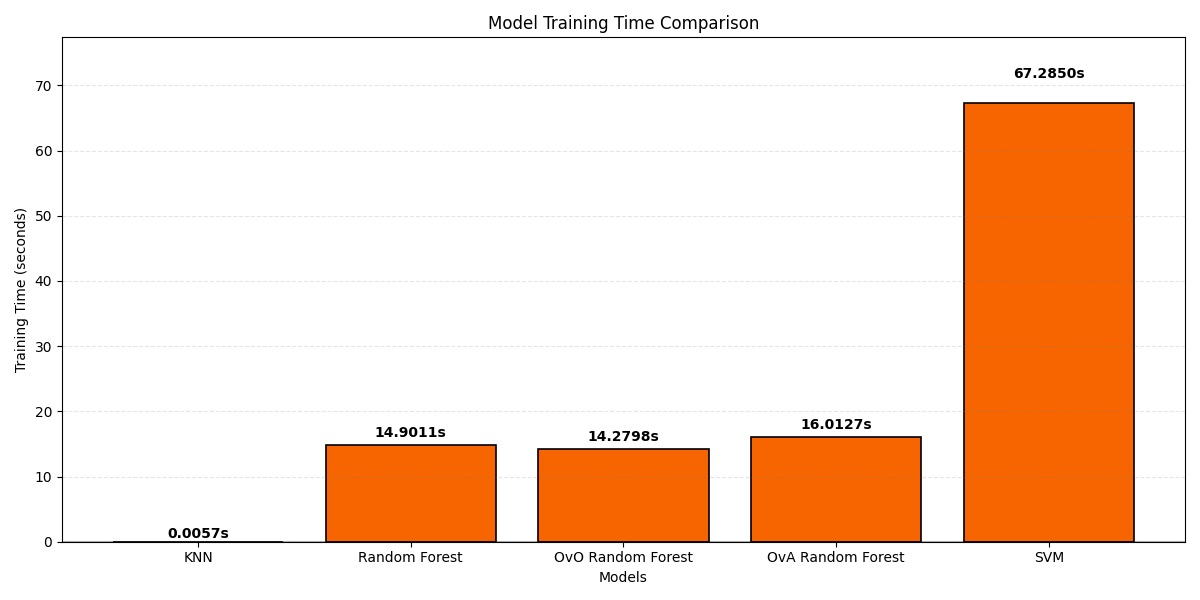 Model Training Time Comparison
Training Time (seconds)
70
60
50
40
30
20
10
0
0.0057s
14.9011s
14.2798s
16.0127s
67.2850s
KNN
Random Forest
OvO Random Forest
OvA Random Forest
SVM
Models